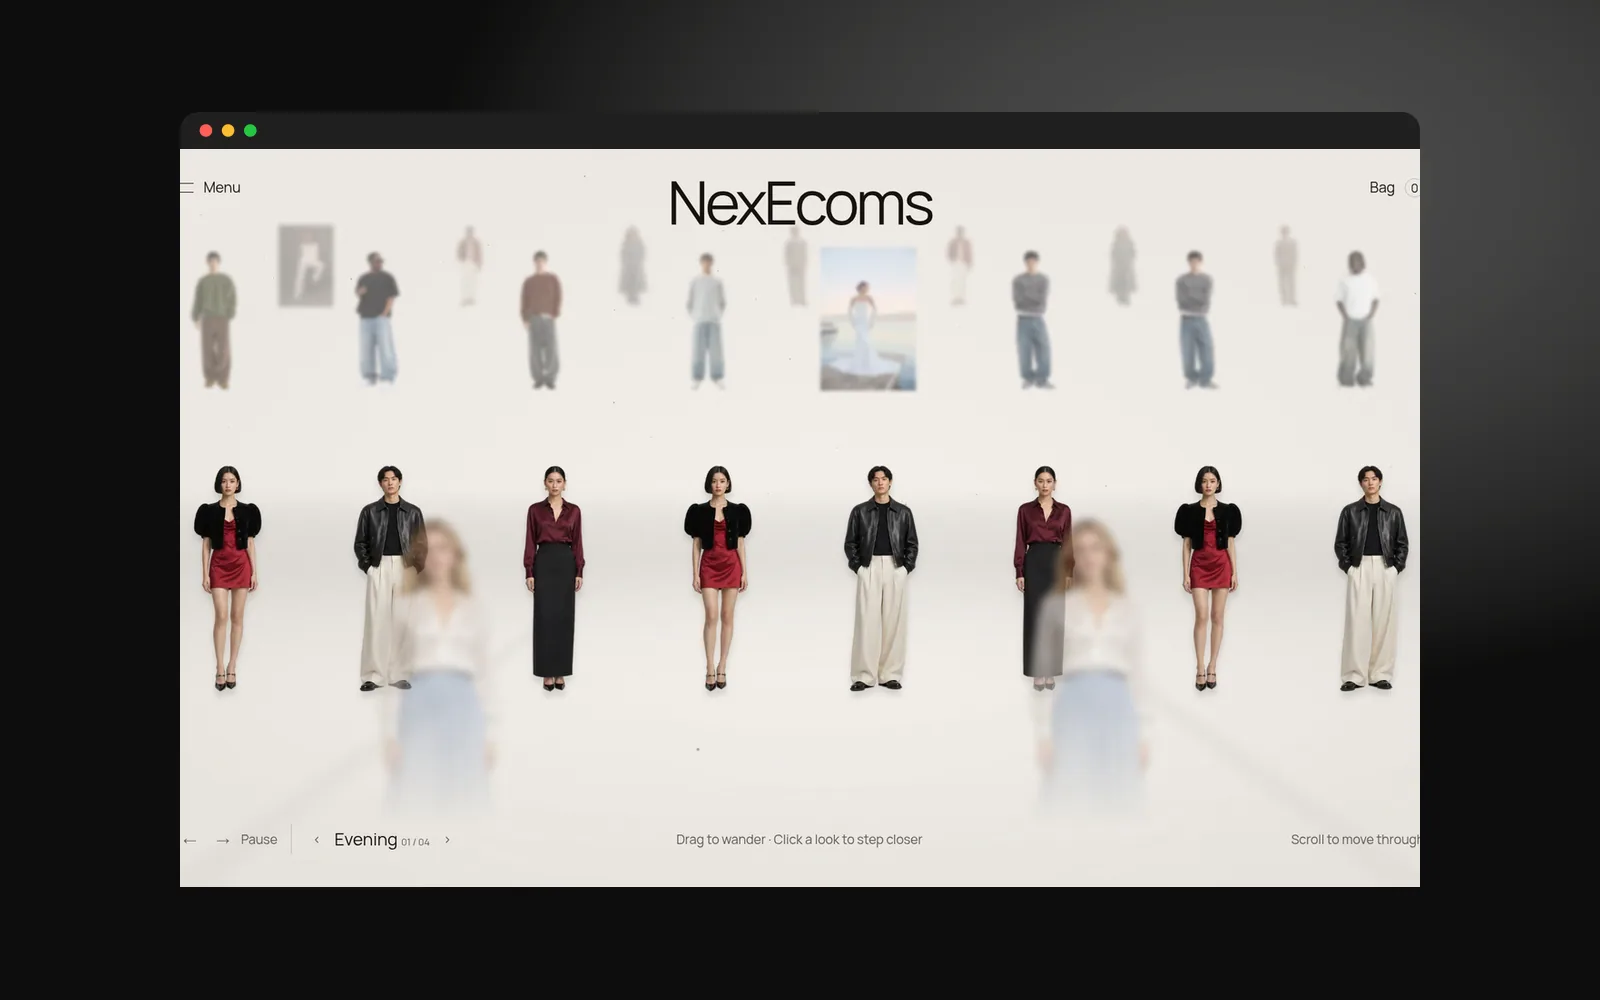 Menu
NexEcoms
Bag 0
← → Pause
‹ Evening 01 / 04 ›
Drag to wander · Click a look to step closer
Scroll to move through